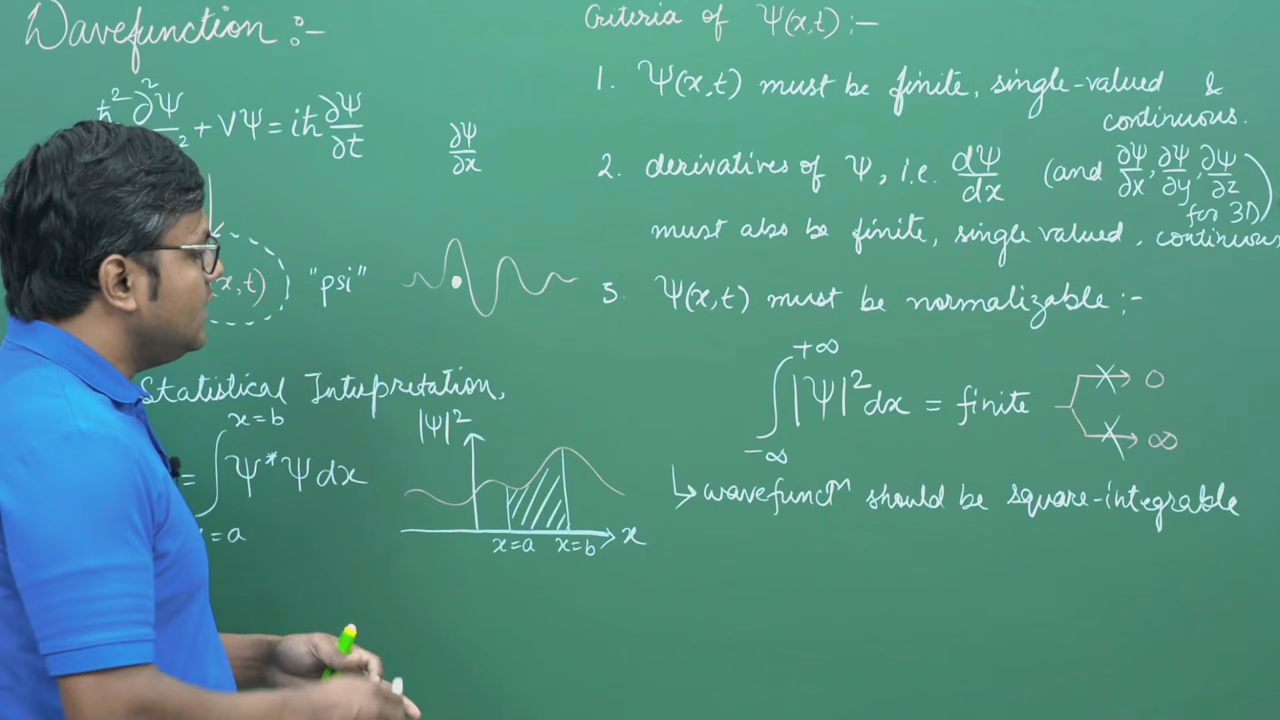 Wavefunction :-
ħ² ∂²Ψ / ² + VΨ = iħ ∂Ψ/∂t
∂Ψ/∂x
x,t) "psi"
Statistical Interpretation,
= ∫ Ψ*Ψ dx
x=b
= a
|Ψ|²
x=a x=b x
Criteria of Ψ(x,t) :-
1. Ψ(x,t) must be finite, single-valued &
continuous.
2. derivatives of Ψ, i.e. dΨ/dx (and ∂Ψ/∂x, ∂Ψ/∂y, ∂Ψ/∂z)
for 3D
must also be finite, single valued, continuous
3. Ψ(x,t) must be normalizable :-
+∞
∫ |Ψ|² dx = finite
-∞
0
∞
↳ wavefunctⁿ should be square-integrable